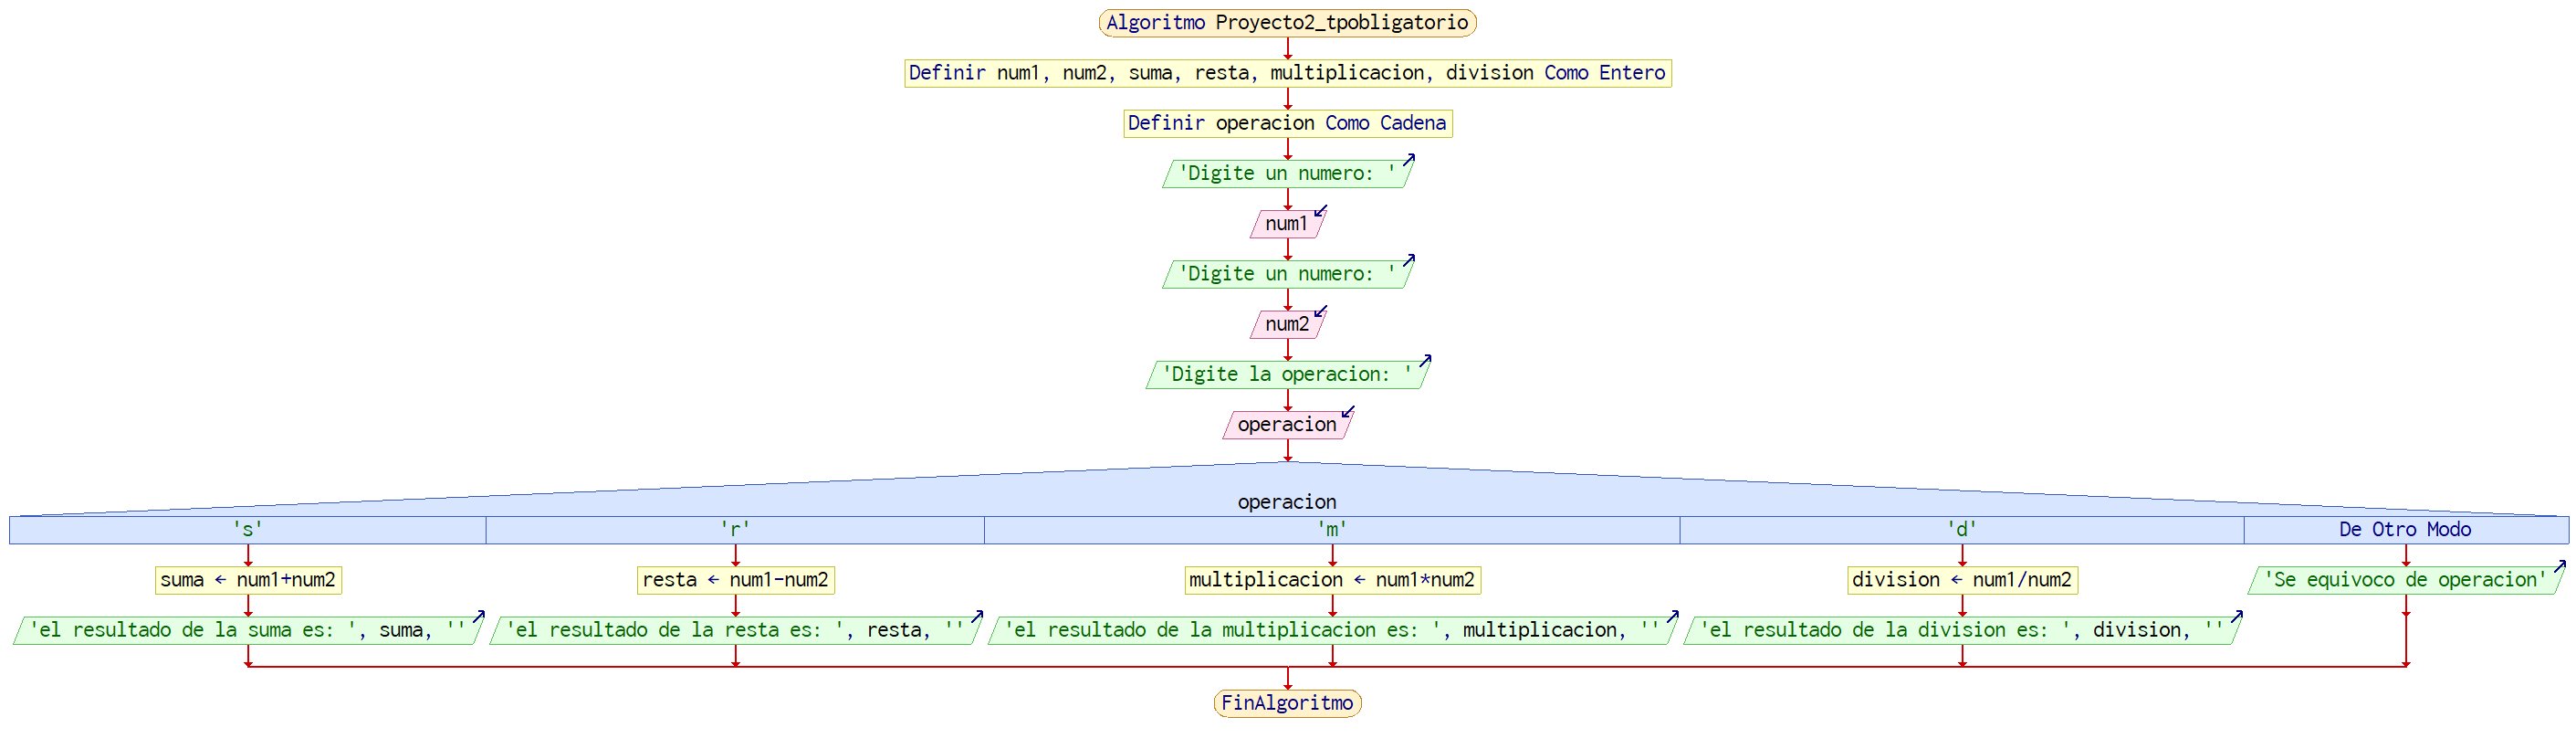 Algoritmo Proyecto2_tpobligatorio
Definir num1, num2, suma, resta, multiplicacion, division Como Entero
Definir operacion Como Cadena
'Digite un numero: '
num1
'Digite un numero: '
num2
'Digite la operacion: '
operacion
operacion
's' 'r' 'm' 'd' De Otro Modo
suma ← num1+num2 resta ← num1-num2 multiplicacion ← num1*num2 division ← num1/num2 'Se equivoco de operacion'
'el resultado de la suma es: ', suma, '' 'el resultado de la resta es: ', resta, '' 'el resultado de la multiplicacion es: ', multiplicacion, '' 'el resultado de la division es: ', division, ''
FinAlgoritmo